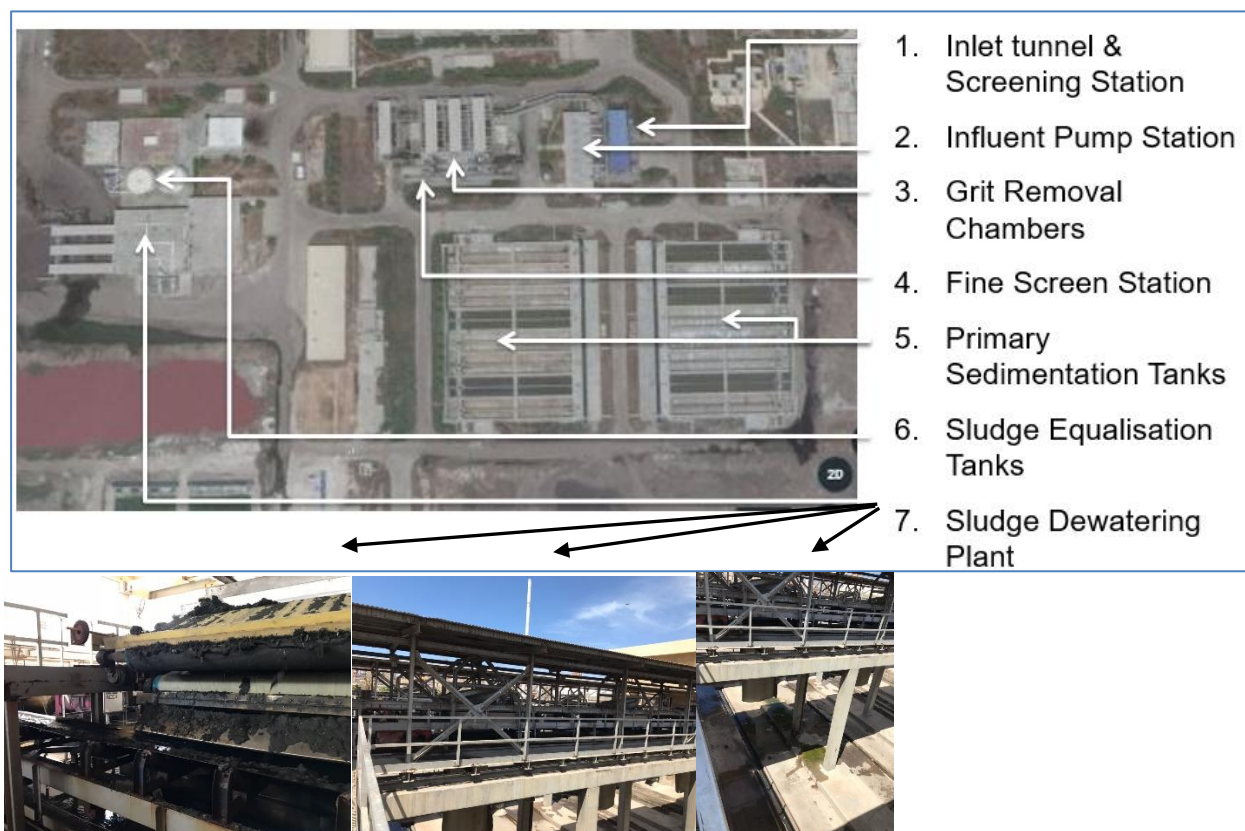 1. Inlet tunnel &
Screening Station
2. Influent Pump Station
3. Grit Removal
Chambers
4. Fine Screen Station
5. Primary
Sedimentation Tanks
6. Sludge Equalisation
Tanks
7. Sludge Dewatering
Plant
2D